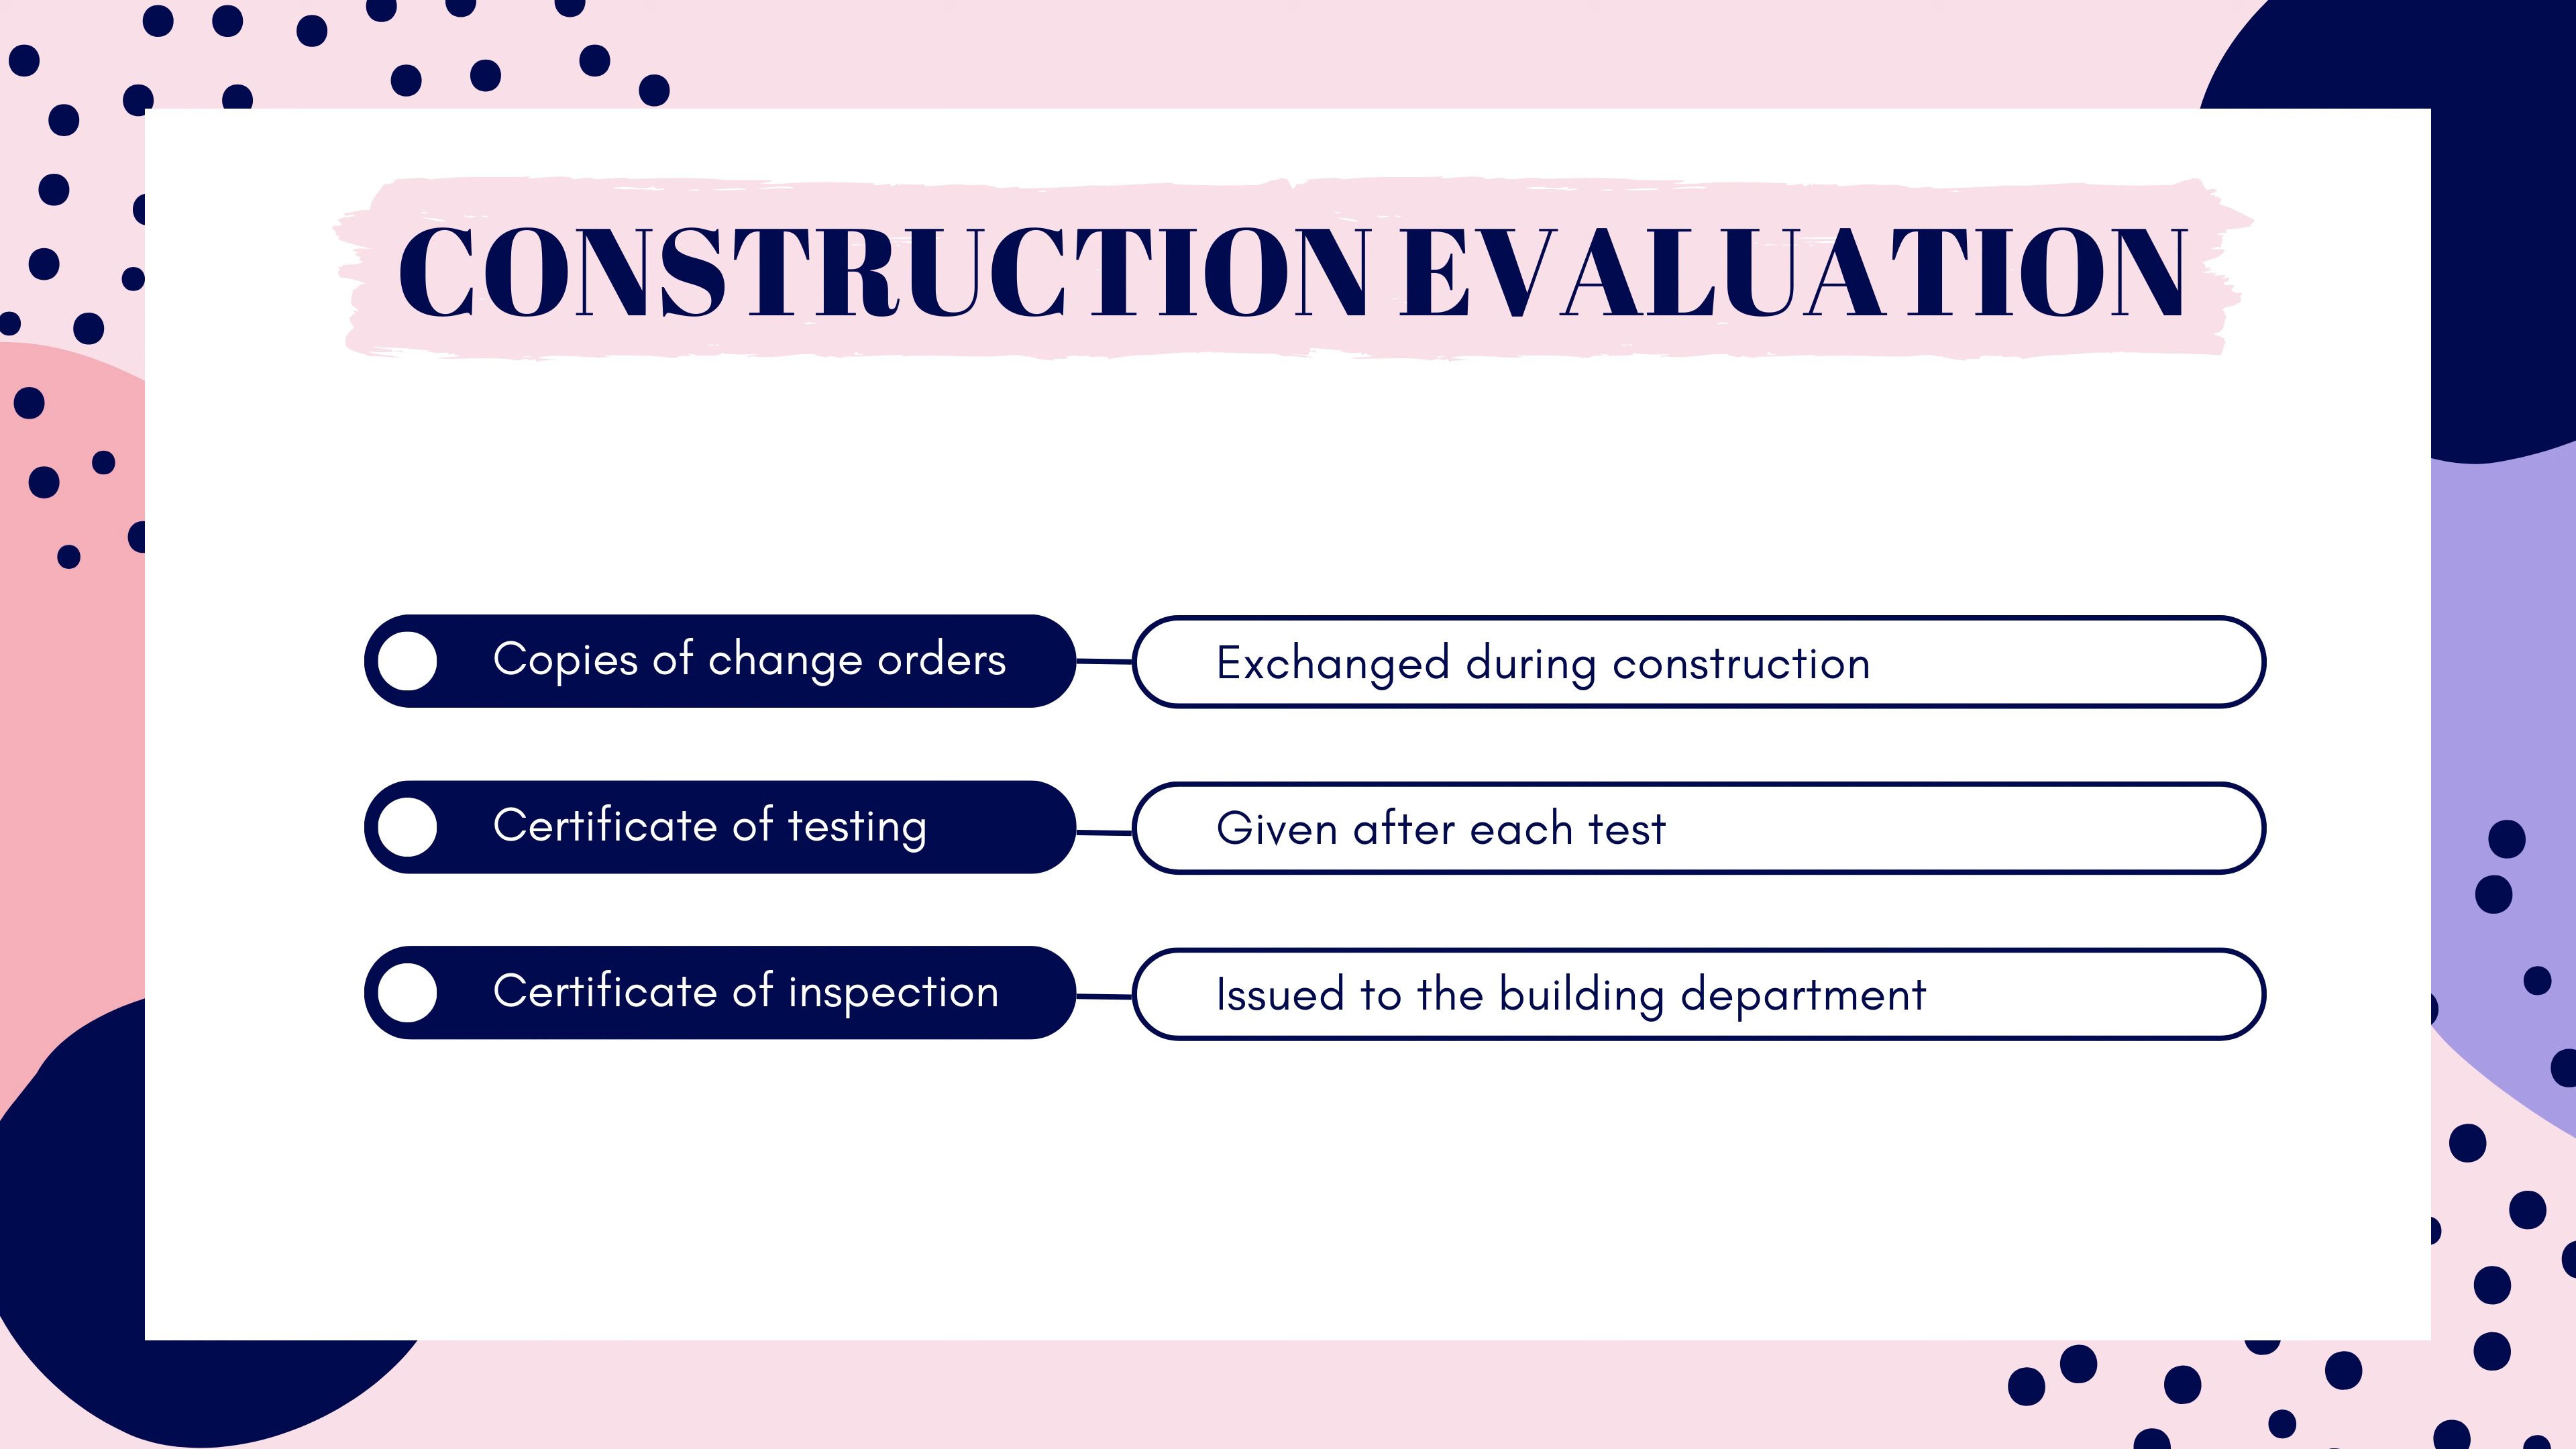 CONSTRUCTION EVALUATION
Copies of change orders
Exchanged during construction
Certificate of testing
Given after each test
Certificate of inspection
Issued to the building department